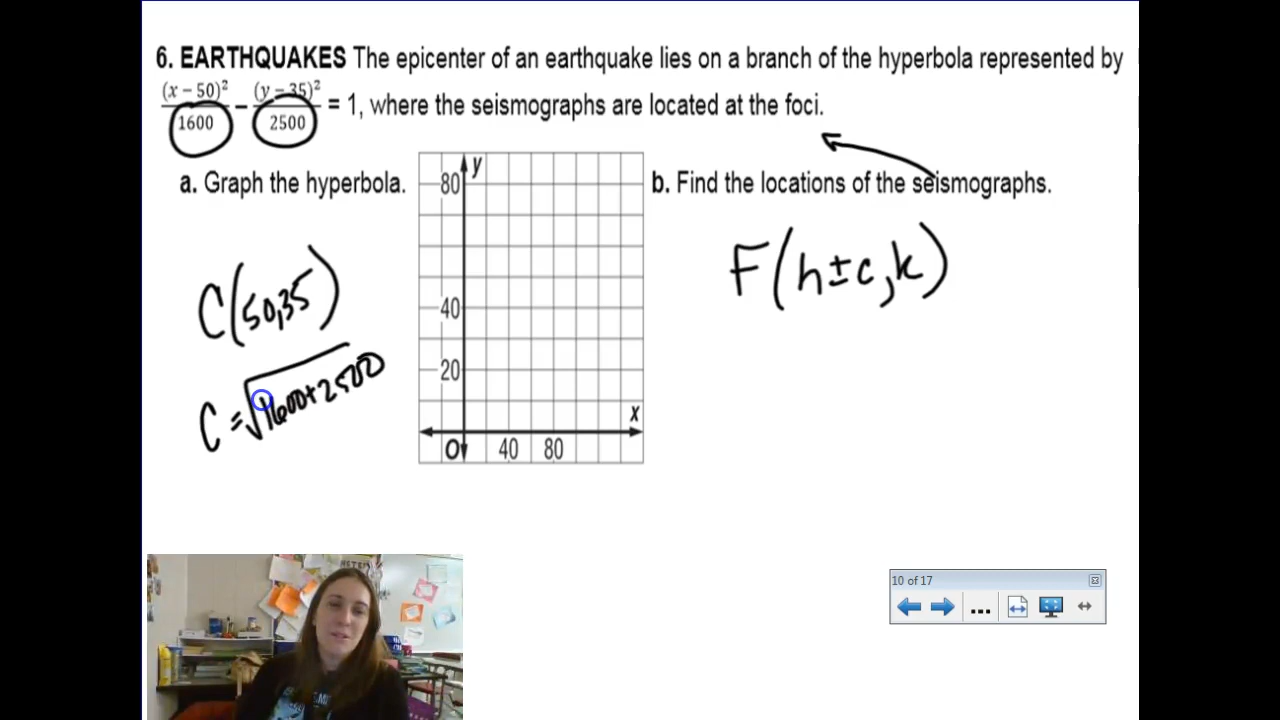 6. EARTHQUAKES The epicenter of an earthquake lies on a branch of the hyperbola represented by
(x − 50)²/1600 − (y − 35)²/2500 = 1, where the seismographs are located at the foci.
a. Graph the hyperbola.
b. Find the locations of the seismographs.
y
80
40
20
x
O 40 80
C(50,35)
C = √1600+2500
F(h±c,k)
10 of 17
...